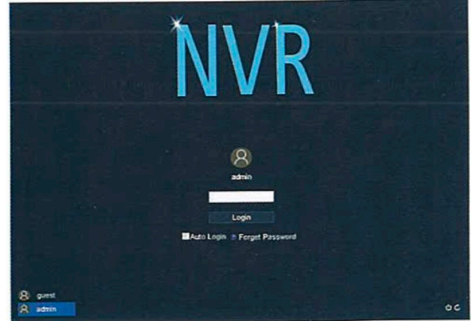 NVR
admin
Login
Auto Login Forget Password
guest
admin